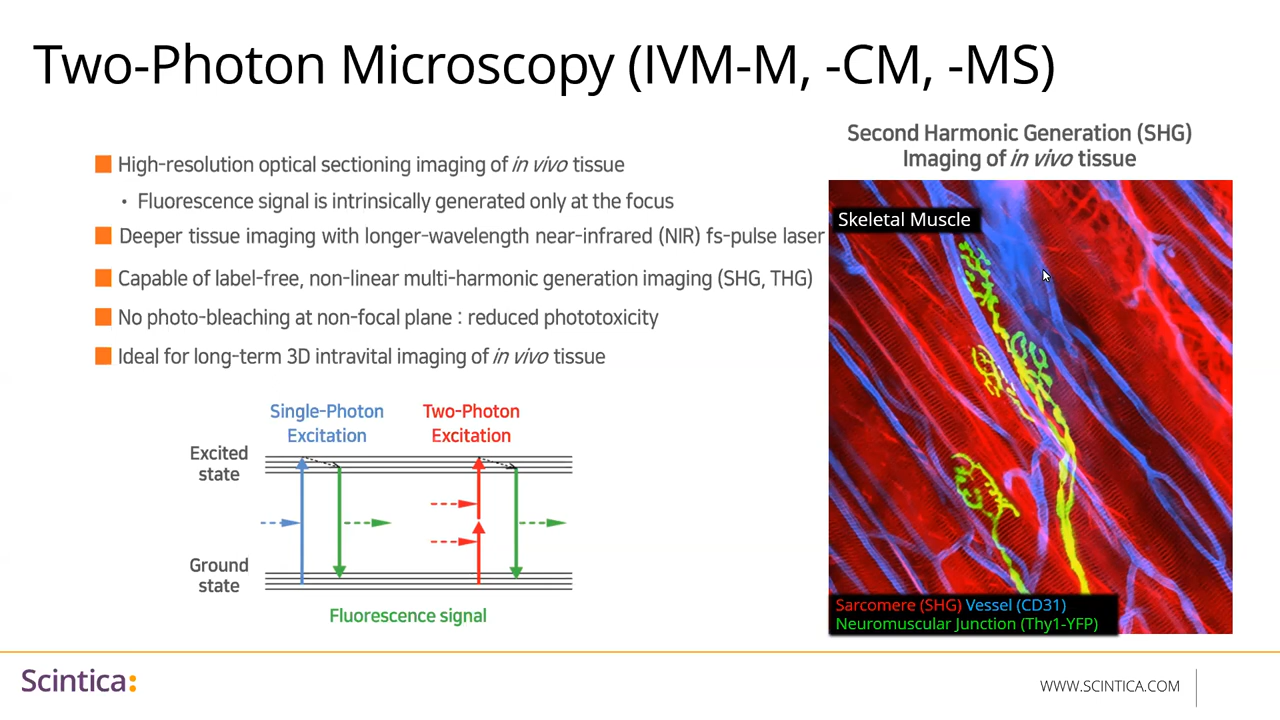 Two-Photon Microscopy (IVM-M, -CM, -MS)
High-resolution optical sectioning imaging of in vivo tissue
• Fluorescence signal is intrinsically generated only at the focus
Deeper tissue imaging with longer-wavelength near-infrared (NIR) fs-pulse laser
Capable of label-free, non-linear multi-harmonic generation imaging (SHG, THG)
No photo-bleaching at non-focal plane : reduced phototoxicity
Ideal for long-term 3D intravital imaging of in vivo tissue
Single-Photon
Excitation
Two-Photon
Excitation
Excited
state
Ground
state
Fluorescence signal
Second Harmonic Generation (SHG)
Imaging of in vivo tissue
Skeletal Muscle
Sarcomere (SHG) Vessel (CD31)
Neuromuscular Junction (Thy1-YFP)
Scintica:
WWW.SCINTICA.COM